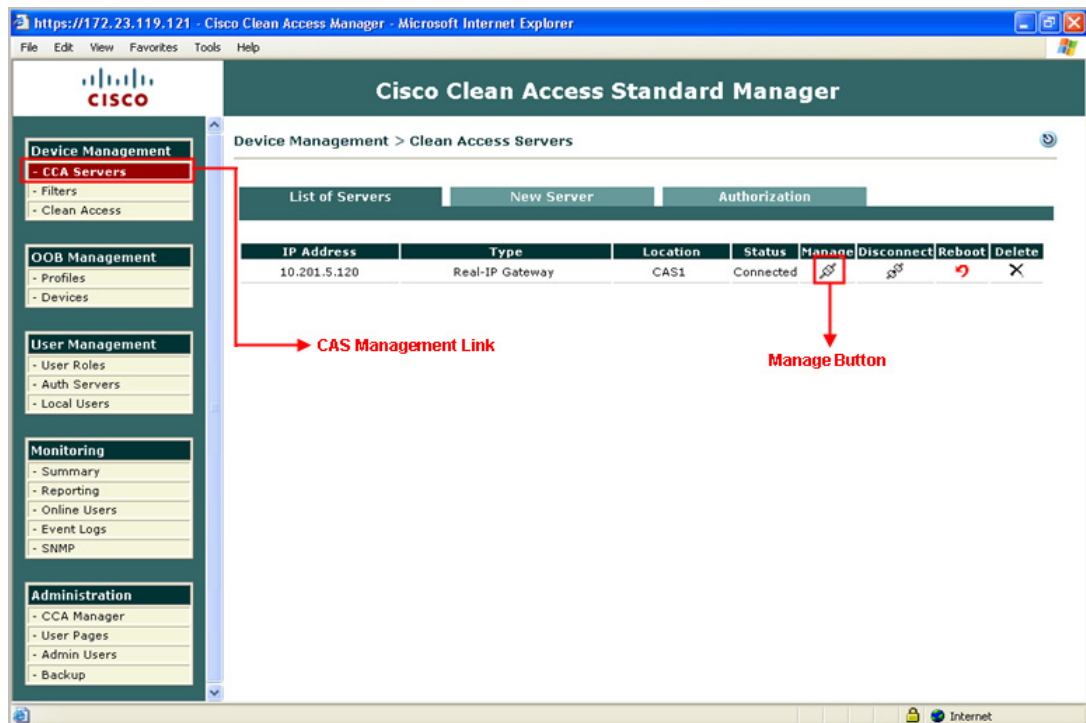 https://172.23.119.121 - Cisco Clean Access Manager - Microsoft Internet Explorer
File Edit View Favorites Tools Help
CISCO
Cisco Clean Access Standard Manager
Device Management
- CCA Servers
- Filters
- Clean Access
OOB Management
- Profiles
- Devices
User Management
- User Roles
- Auth Servers
- Local Users
Monitoring
- Summary
- Reporting
- Online Users
- Event Logs
- SNMP
Administration
- CCA Manager
- User Pages
- Admin Users
- Backup
Device Management > Clean Access Servers
List of Servers New Server Authorization
IP Address Type Location Status Manage Disconnect Reboot Delete
10.201.5.120 Real-IP Gateway CAS1 Connected
CAS Management Link
Manage Button
Internet